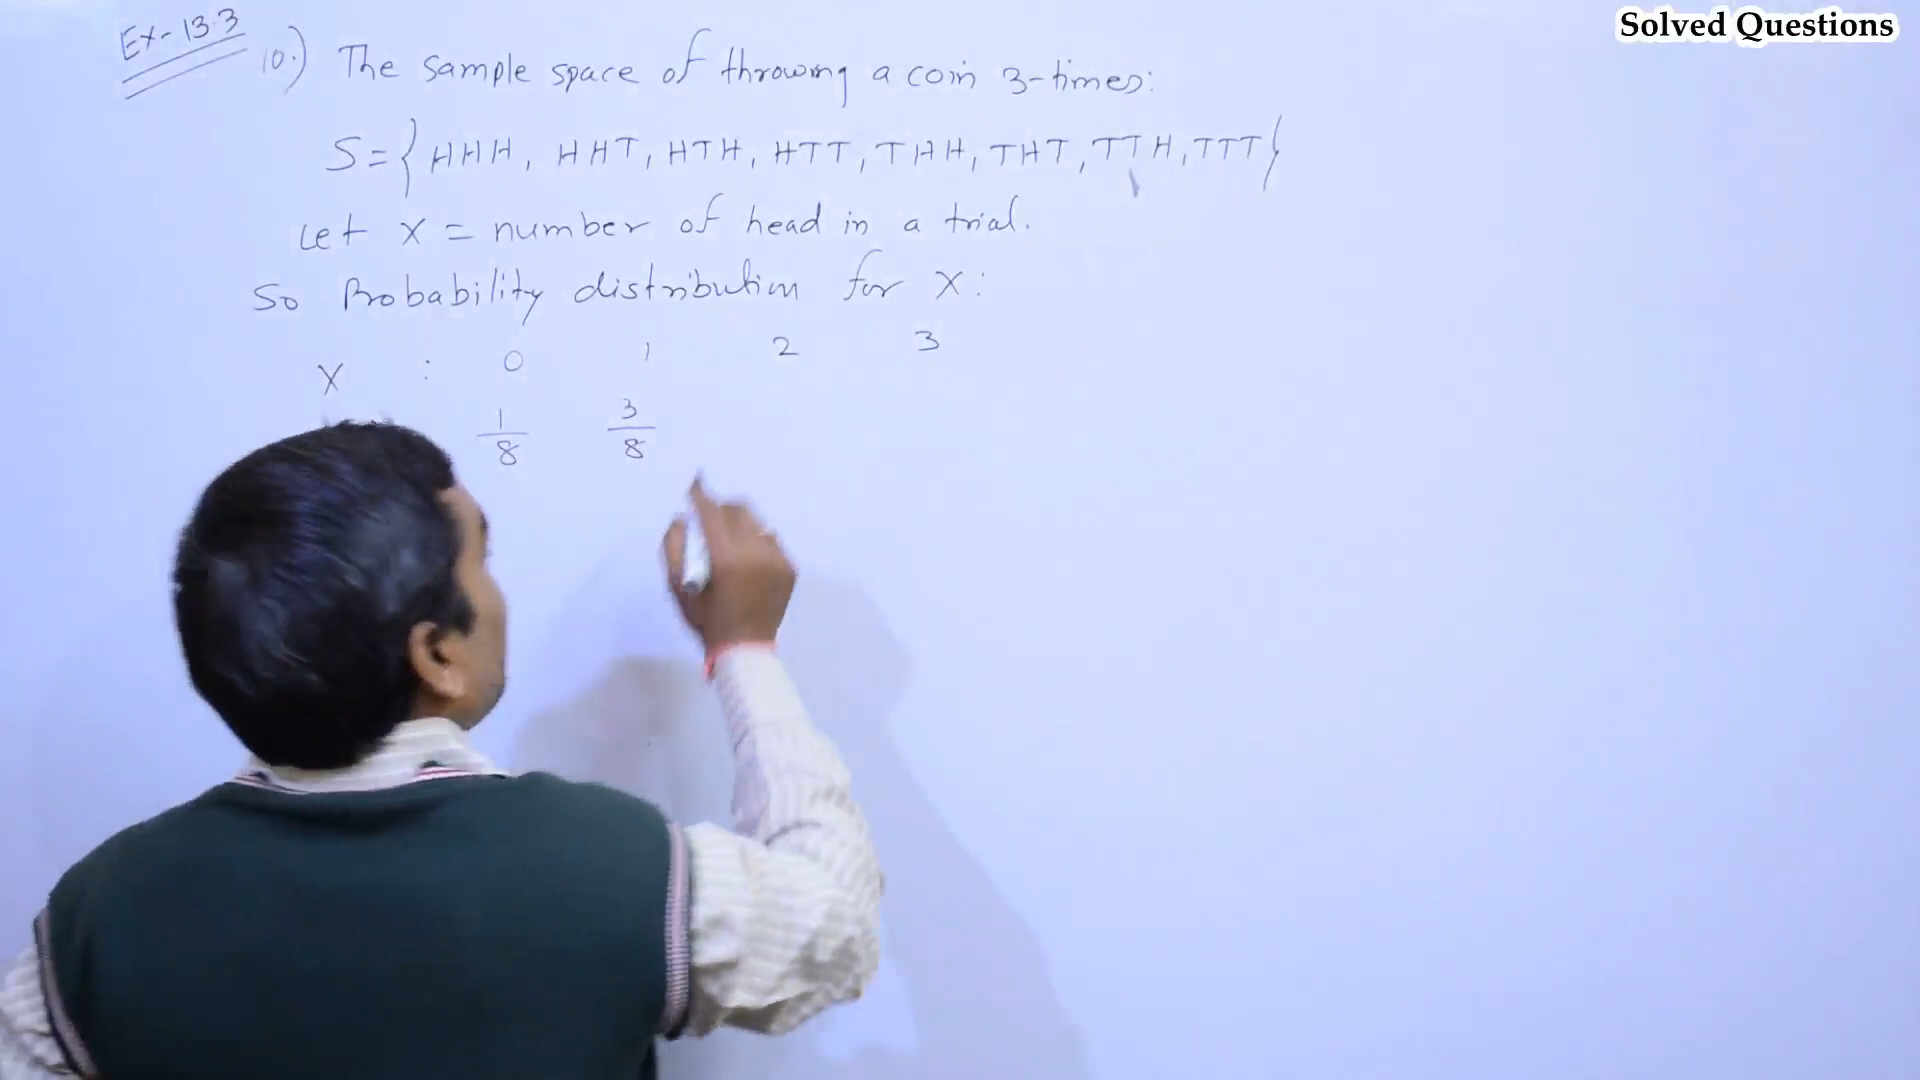 Solved Questions
Ex-13.3
10.) The sample space of throwing a coin 3-times:
S={HHH, HHT, HTH, HTT, THH, THT, TTH, TTT}
Let X = number of head in a trial.
So Probability distribution for X:
X : 0 1 2 3
1/8 3/8